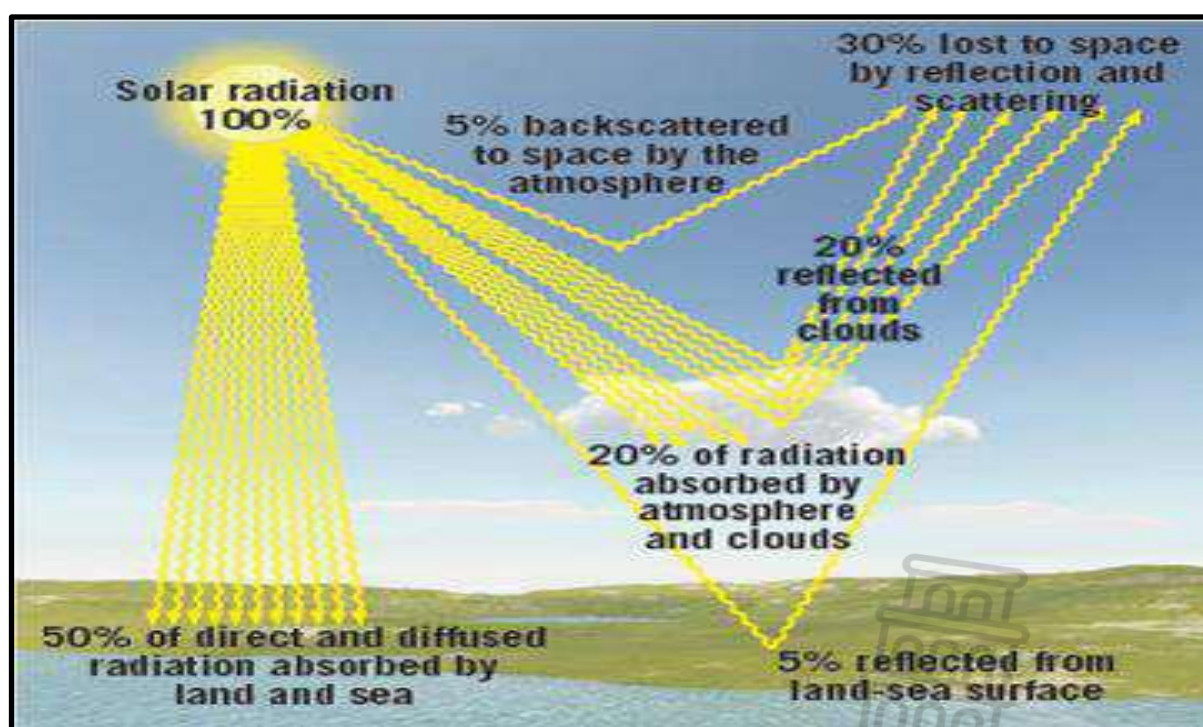 Solar radiation
100%
30% lost to space
by reflection and
scattering
5% backscattered
to space by the
atmosphere
20%
reflected
from
clouds
20% of radiation
absorbed by
atmosphere
and clouds
50% of direct and diffused
radiation absorbed by
land and sea
5% reflected from
land-sea surface